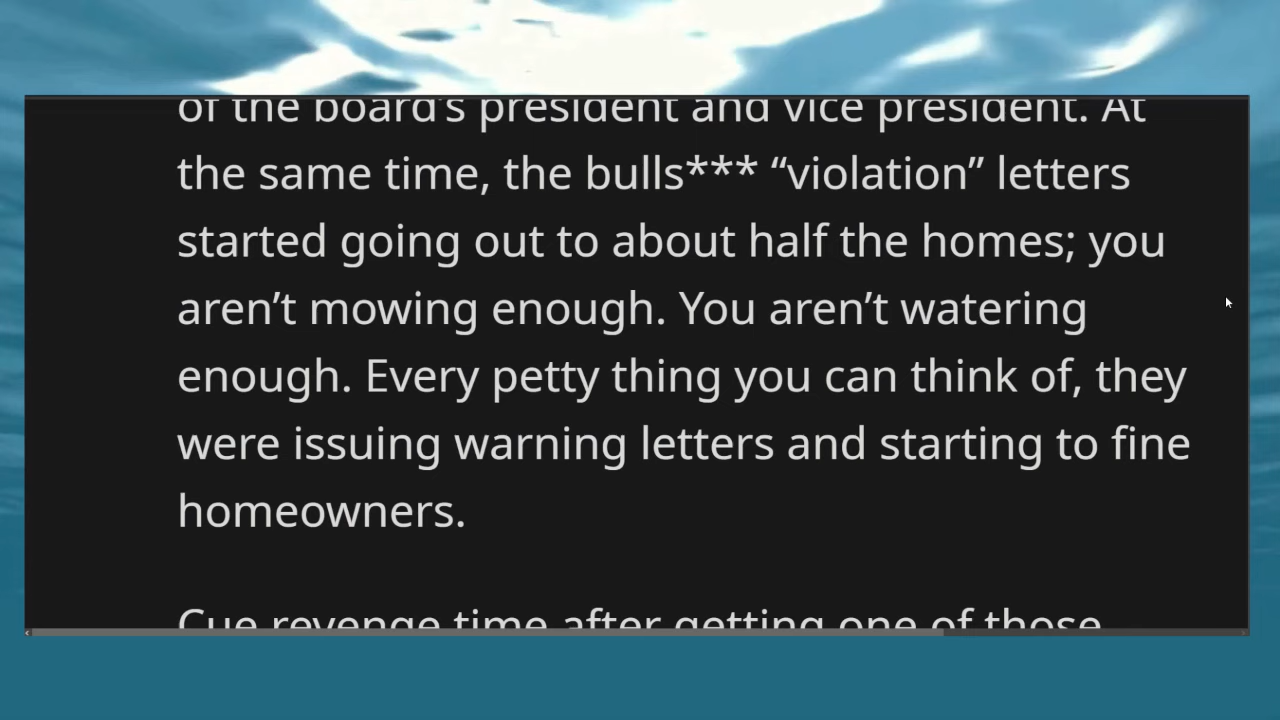 of the board's president and vice president. At
the same time, the bulls*** “violation” letters
started going out to about half the homes; you
aren’t mowing enough. You aren’t watering
enough. Every petty thing you can think of, they
were issuing warning letters and starting to fine
homeowners.
Cue revenge time after getting one of those